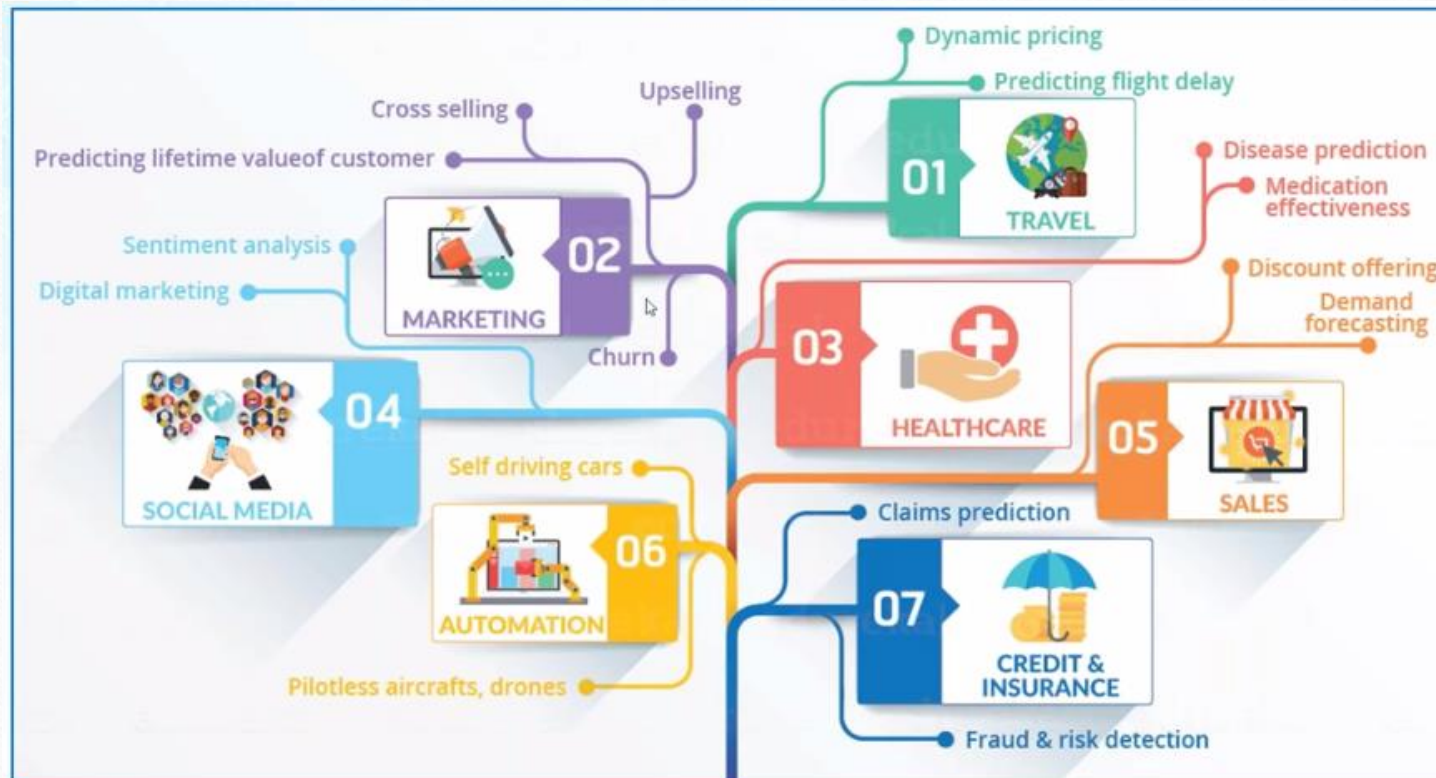 Dynamic pricing
Predicting flight delay
01
TRAVEL
Cross selling
Upselling
Predicting lifetime valueof customer
02
MARKETING
Churn
Disease prediction
Medication
effectiveness
03
HEALTHCARE
Sentiment analysis
Digital marketing
04
SOCIAL MEDIA
Discount offering
Demand
forecasting
05
SALES
Self driving cars
06
AUTOMATION
Pilotless aircrafts, drones
Claims prediction
07
CREDIT &
INSURANCE
Fraud & risk detection